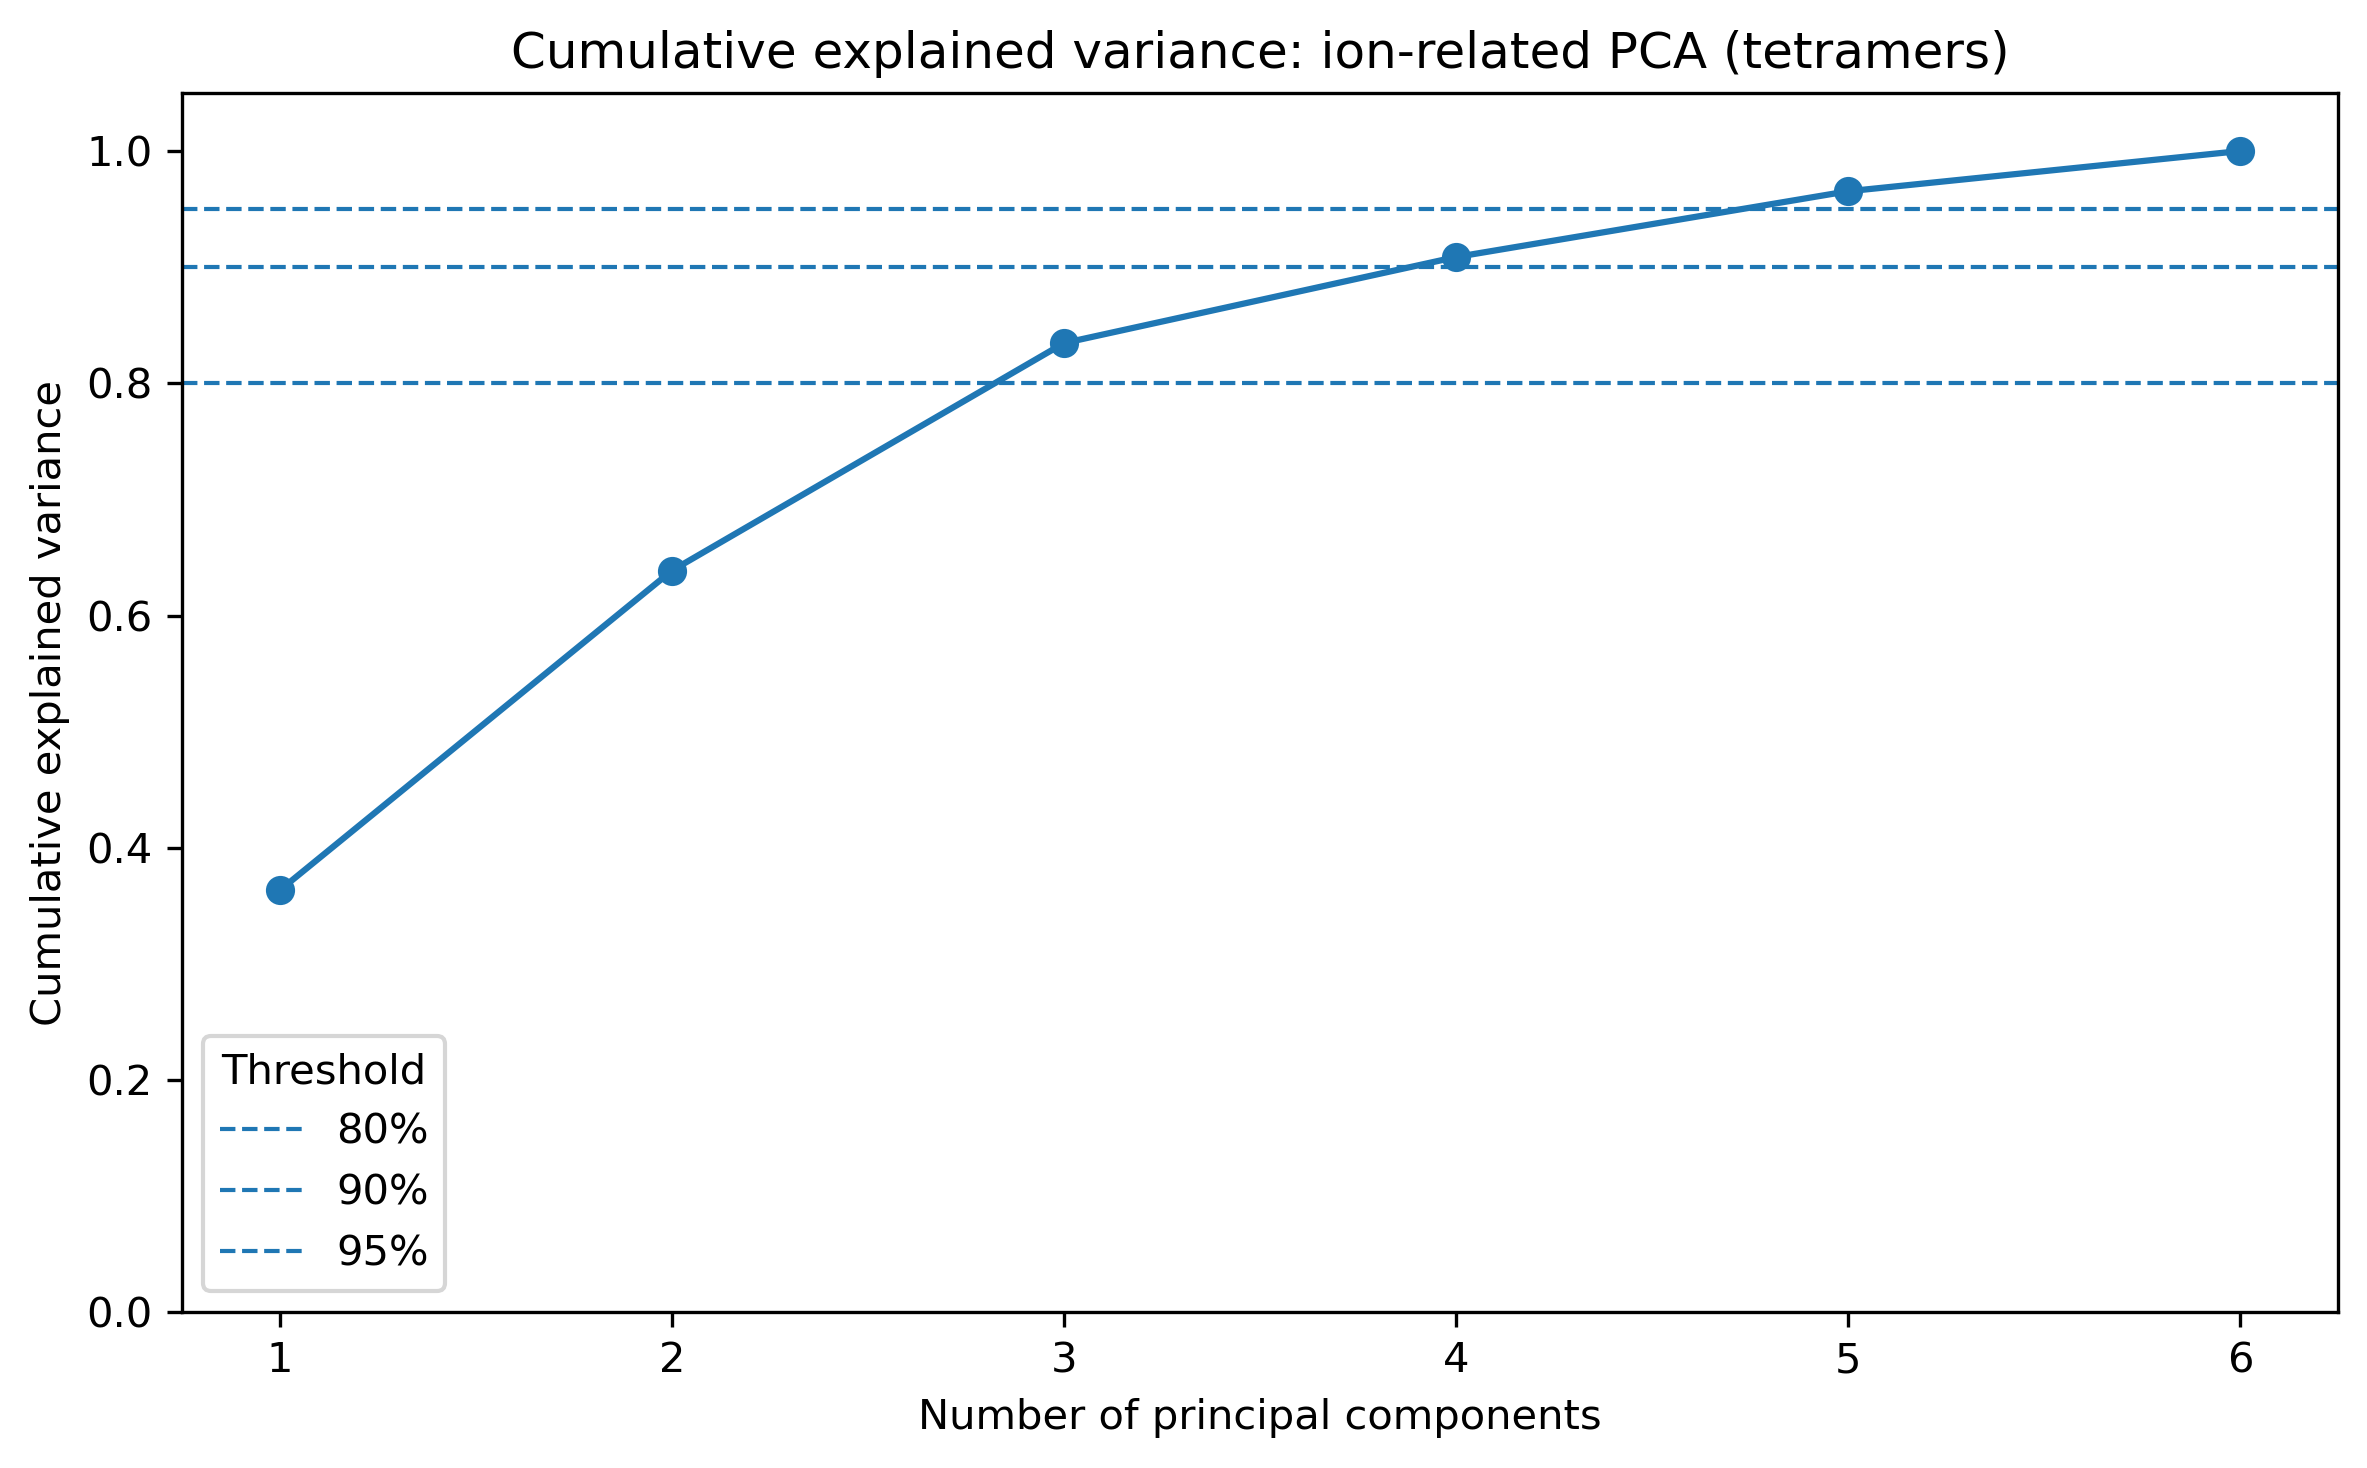 Cumulative explained variance: ion-related PCA (tetramers)
Cumulative explained variance
1.0
0.8
0.6
0.4
0.2
0.0
Threshold
80%
90%
95%
1 2 3 4 5 6
Number of principal components